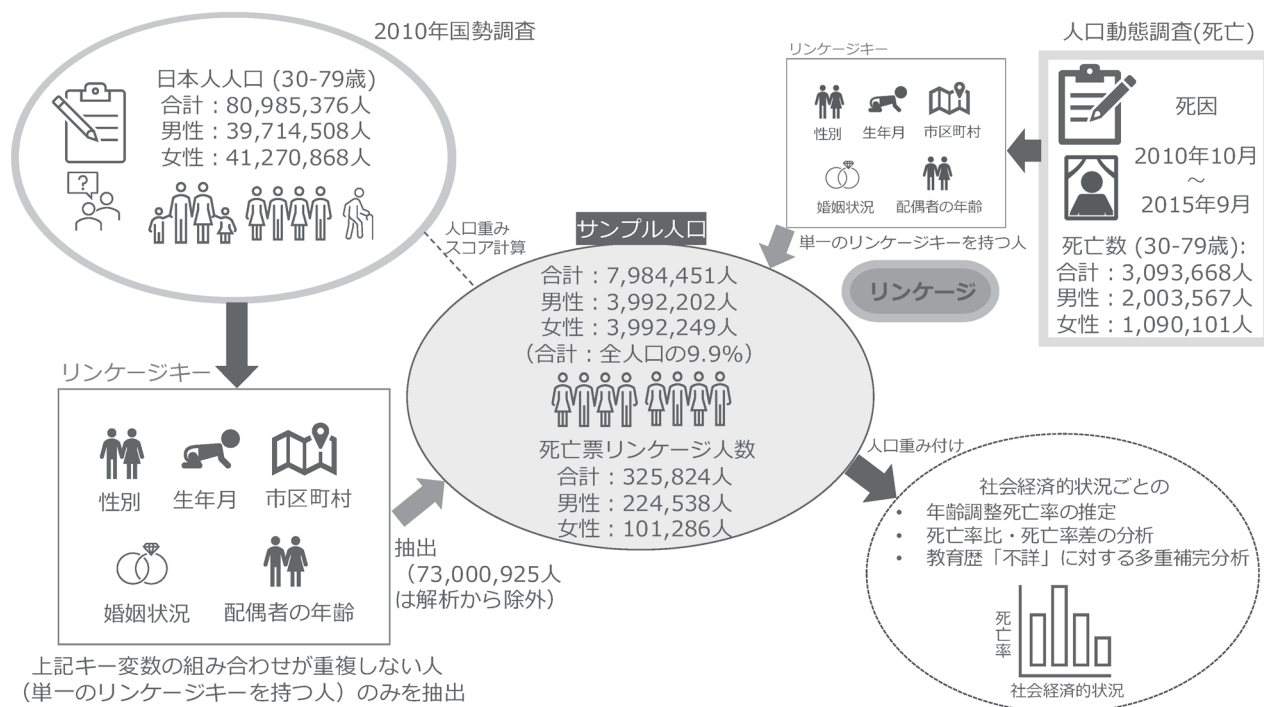 2010年国勢調査
日本人人口 (30-79歳)
合計：80,985,376人
男性：39,714,508人
女性：41,270,868人
?
リンケージキー
性別
生年月
市区町村
婚姻状況
配偶者の年齢
上記キー変数の組み合わせが重複しない人
（単一のリンケージキーを持つ人）のみを抽出
抽出
（73,000,925人
は解析から除外）
人口重み
スコア計算
サンプル人口
合計：7,984,451人
男性：3,992,202人
女性：3,992,249人
（合計：全人口の9.9%）
死亡票リンケージ人数
合計：325,824人
男性：224,538人
女性：101,286人
リンケージキー
性別
生年月
市区町村
婚姻状況
配偶者の年齢
単一のリンケージキーを持つ人
リンケージ
人口動態調査(死亡)
死因
2010年10月
～
2015年9月
死亡数 (30-79歳):
合計：3,093,668人
男性：2,003,567人
女性：1,090,101人
人口重み付け
社会経済的状況ごとの
• 年齢調整死亡率の推定
• 死亡率比・死亡率差の分析
• 教育歴「不詳」に対する多重補完分析
死亡率
社会経済的状況